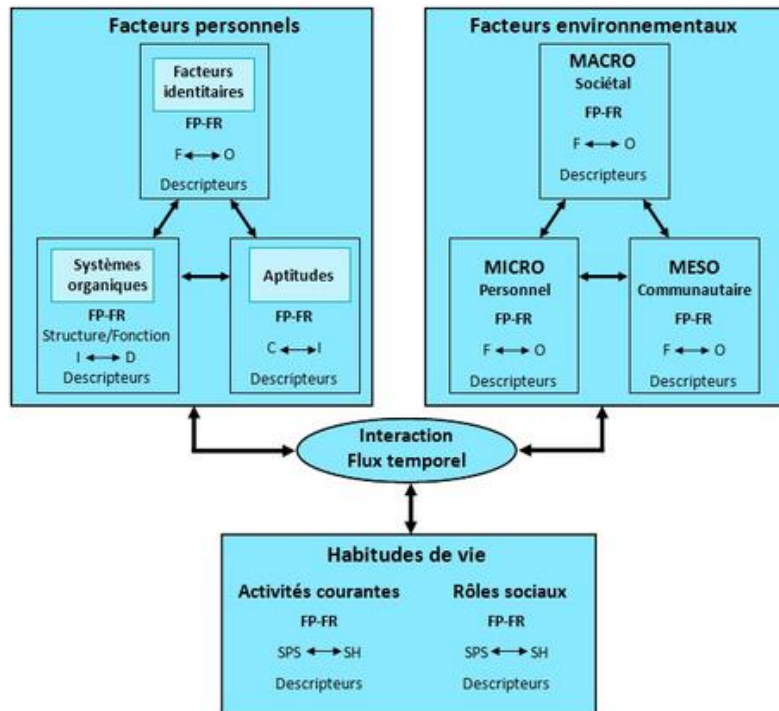 Facteurs personnels
Facteurs
identitaires
FP-FR
F ↔ O
Descripteurs
Systèmes
organiques
FP-FR
Structure/Fonction
I ↔ D
Descripteurs
Aptitudes
FP-FR
C ↔ I
Descripteurs
Facteurs environnementaux
MACRO
Sociétal
FP-FR
F ↔ O
Descripteurs
MICRO
Personnel
FP-FR
F ↔ O
Descripteurs
MESO
Communautaire
FP-FR
F ↔ O
Descripteurs
Interaction
Flux temporel
Habitudes de vie
Activités courantes
FP-FR
SPS ↔ SH
Descripteurs
Rôles sociaux
FP-FR
SPS ↔ SH
Descripteurs